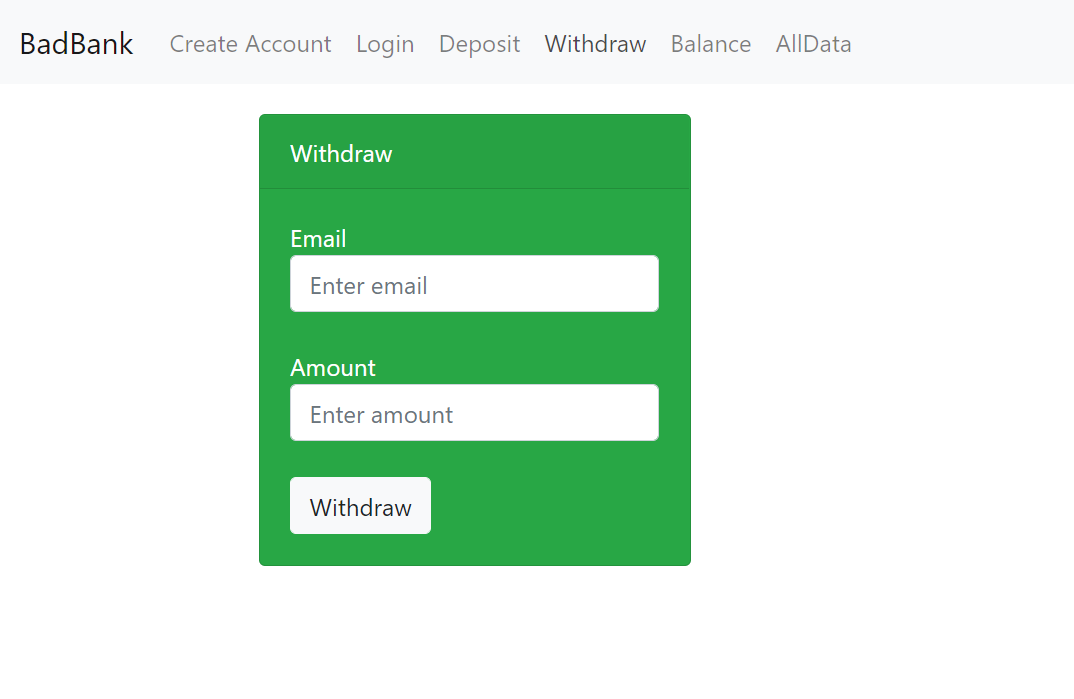 BadBank Create Account Login Deposit Withdraw Balance AllData
Withdraw
Email
Enter email
Amount
Enter amount
Withdraw